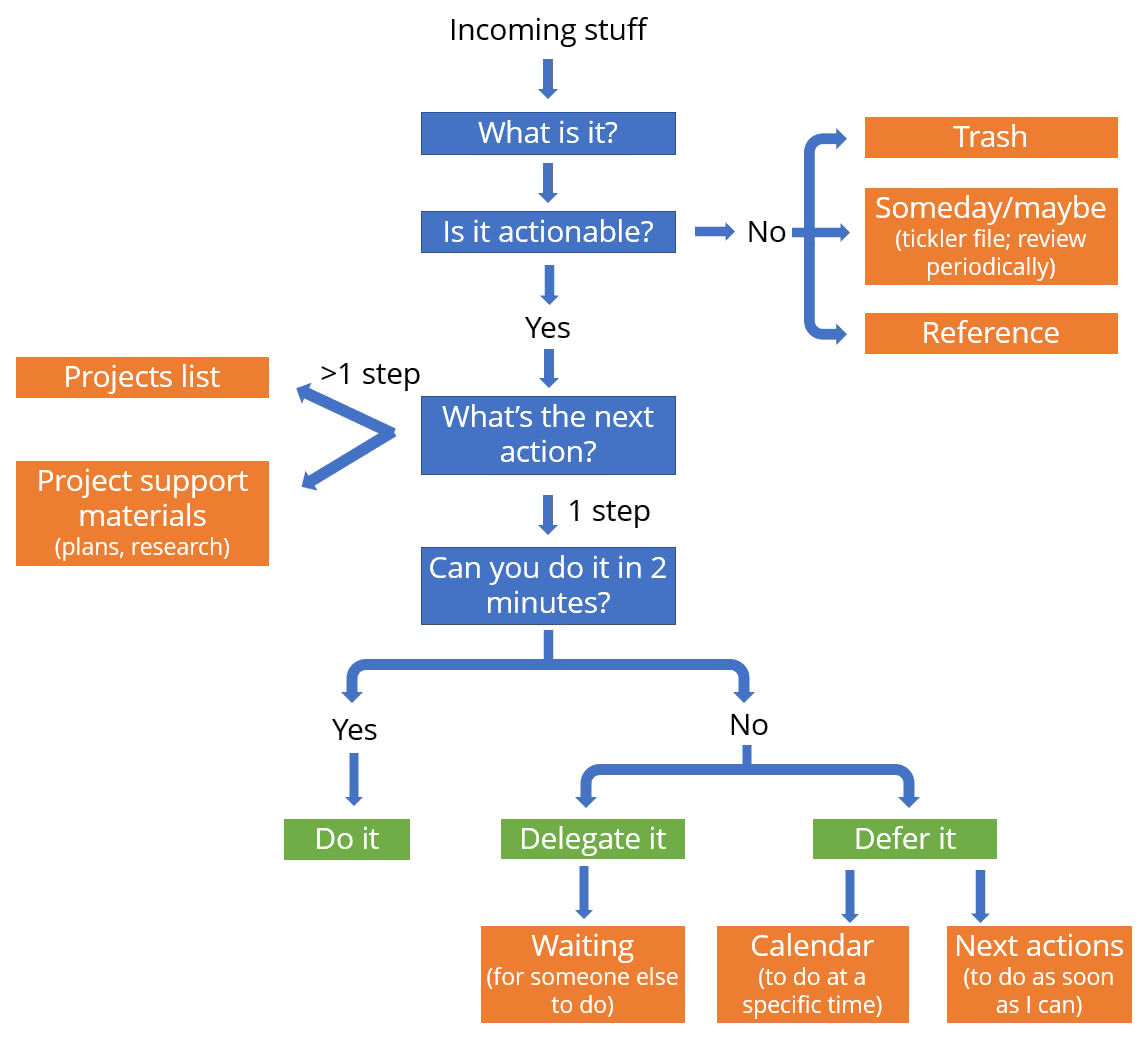 Incoming stuff
What is it?
Trash
Is it actionable?
No
Someday/maybe
(tickler file; review
periodically)
Reference
Yes
>1 step
Projects list
What’s the next
action?
Project support
materials
(plans, research)
1 step
Can you do it in 2
minutes?
Yes
No
Do it
Delegate it
Defer it
Waiting
(for someone else
to do)
Calendar
(to do at a
specific time)
Next actions
(to do as soon
as I can)